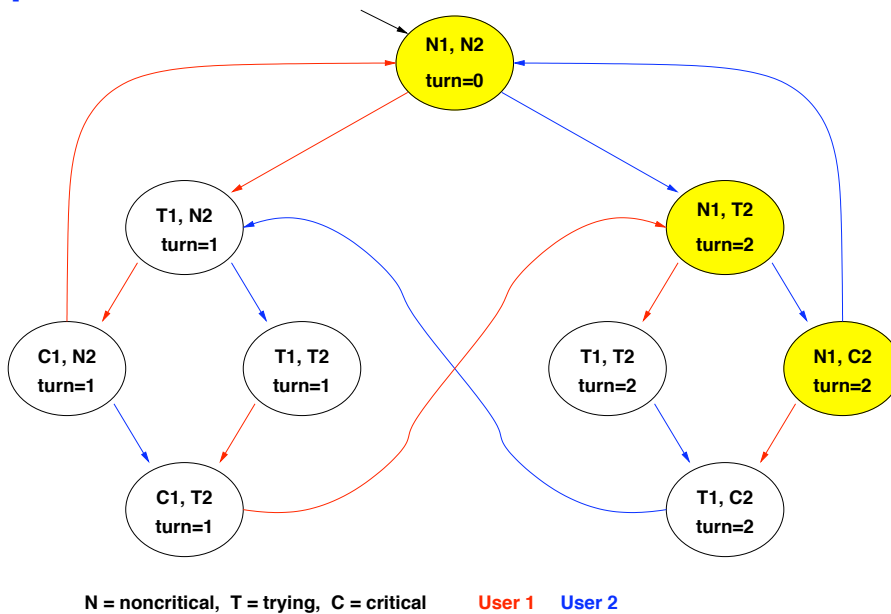 N1, N2
turn=0
T1, N2
turn=1
N1, T2
turn=2
C1, N2
turn=1
T1, T2
turn=1
T1, T2
turn=2
N1, C2
turn=2
C1, T2
turn=1
T1, C2
turn=2
N = noncritical, T = trying, C = critical User 1 User 2